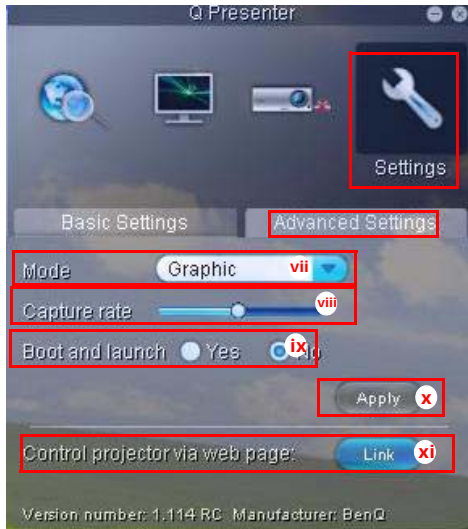 Q Presenter
Settings
Basic Settings Advanced Settings
Mode Graphic vii
Capture rate viii
Boot and launch Yes ix No
Apply x
Control projector via web page: Link xi
Version number: 1.114 RC Manufacturer: BenQ